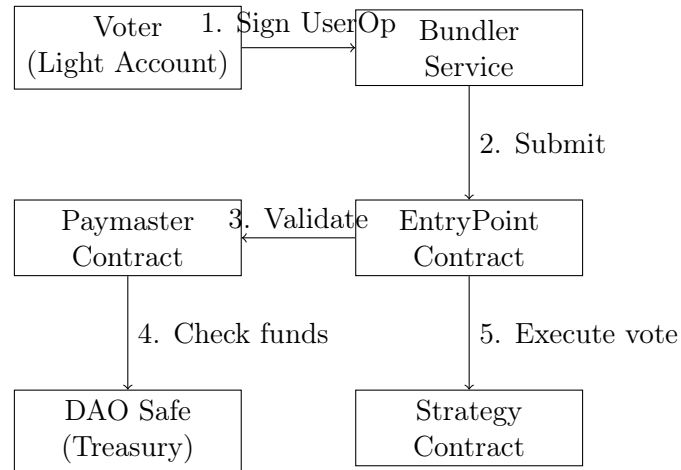 Voter
(Light Account)
1. Sign UserOp
Bundler
Service
2. Submit
Paymaster
Contract
3. Validate
EntryPoint
Contract
4. Check funds
5. Execute vote
DAO Safe
(Treasury)
Strategy
Contract